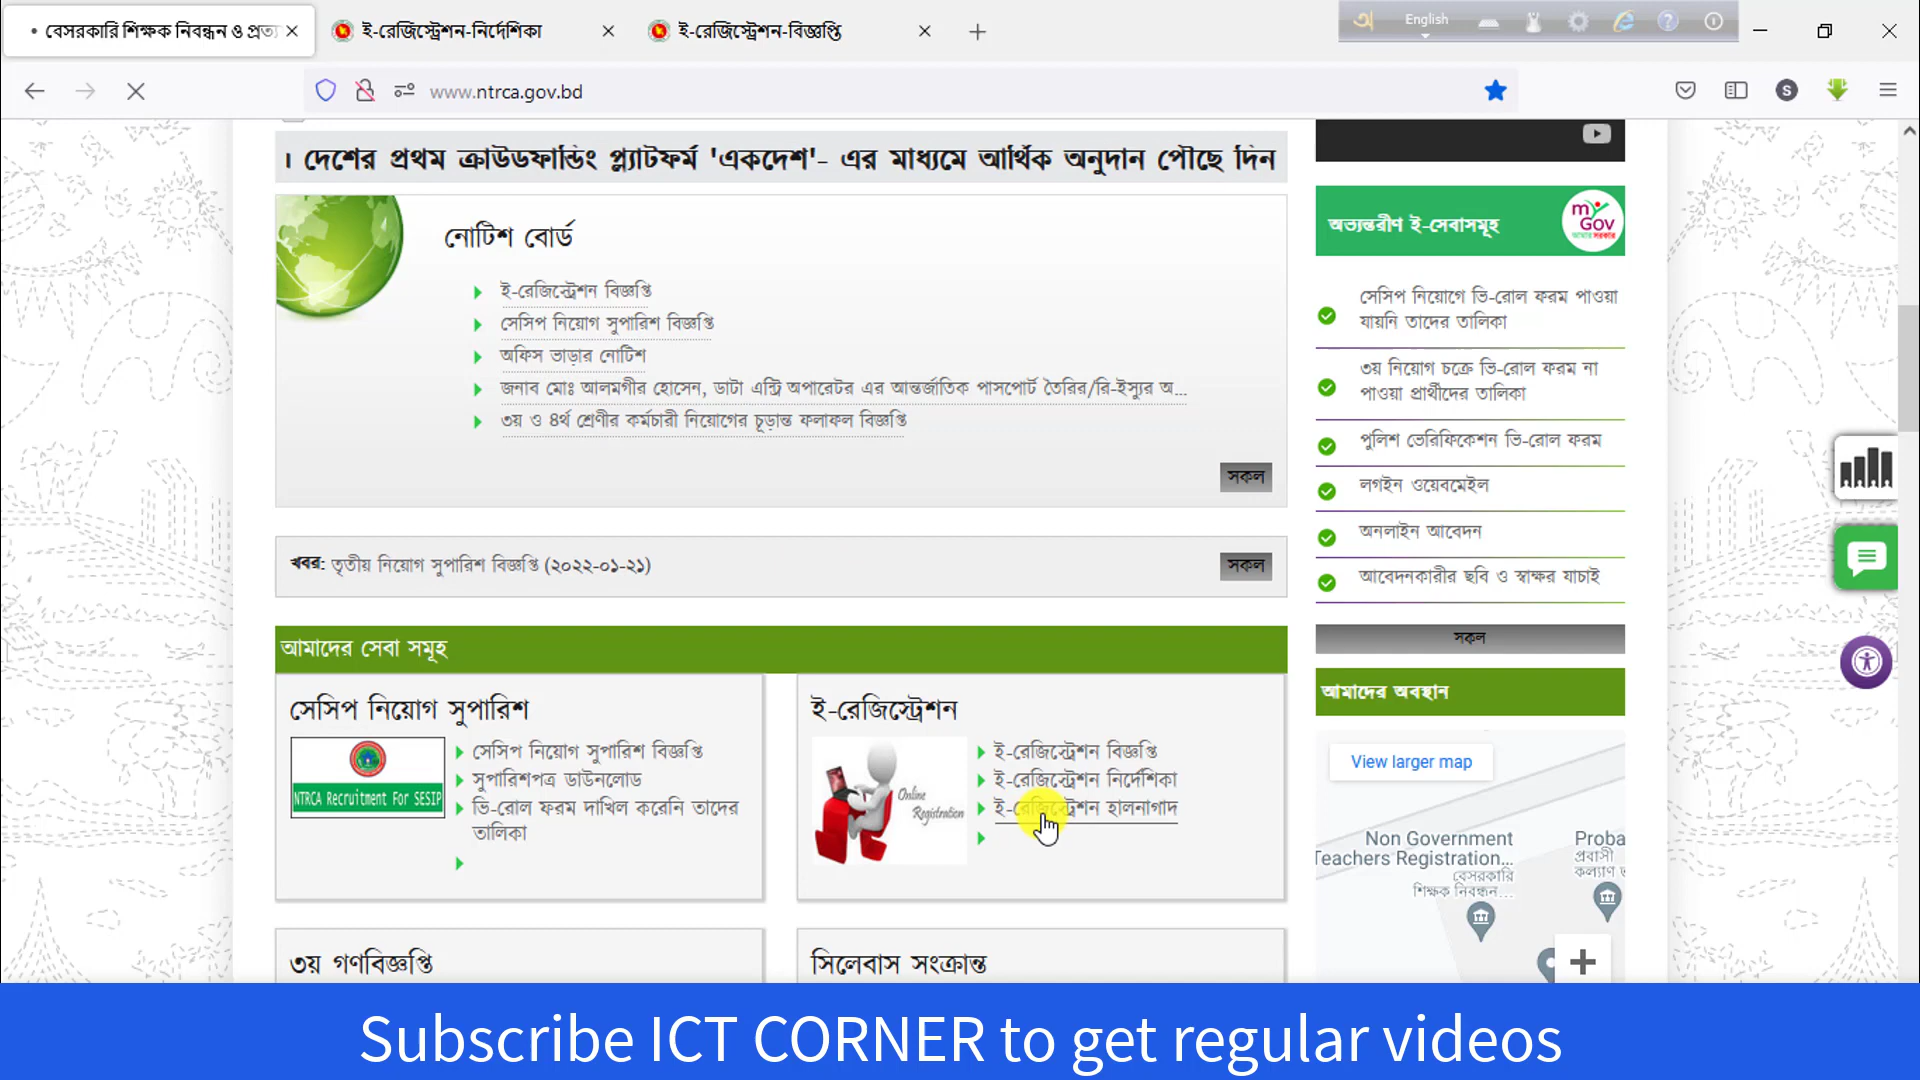 বেসরকারি শিক্ষক নিবন্ধন ও প্রত্য
ই-রেজিস্ট্রেশন-নির্দেশিকা
ই-রেজিস্ট্রেশন-বিজ্ঞপ্তি
অ English
www.ntrca.gov.bd
S
। দেশের প্রথম ক্রাউডফান্ডিং প্ল্যাটফর্ম 'একদেশ'- এর মাধ্যমে আর্থিক অনুদান পৌছে দিন
নোটিশ বোর্ড
ই-রেজিস্ট্রেশন বিজ্ঞপ্তি
সেসিপ নিয়োগ সুপারিশ বিজ্ঞপ্তি
অফিস ভাড়ার নোটিশ
জনাব মোঃ আলমগীর হোসেন, ডাটা এন্ট্রি অপারেটর এর আন্তর্জাতিক পাসপোর্ট তৈরির/রি-ইস্যুর অ...
৩য় ও ৪র্থ শ্রেণীর কর্মচারী নিয়োগের চূড়ান্ত ফলাফল বিজ্ঞপ্তি
সকল
খবর: তৃতীয় নিয়োগ সুপারিশ বিজ্ঞপ্তি (২০২২-০১-২১)
সকল
আমাদের সেবা সমূহ
সেসিপ নিয়োগ সুপারিশ
NTRCA Recruitment For SESIP
সেসিপ নিয়োগ সুপারিশ বিজ্ঞপ্তি
সুপারিশপত্র ডাউনলোড
ভি-রোল ফরম দাখিল করেনি তাদের
তালিকা
ই-রেজিস্ট্রেশন
Online
Registration
ই-রেজিস্ট্রেশন বিজ্ঞপ্তি
ই-রেজিস্ট্রেশন নির্দেশিকা
ই-রেজিস্ট্রেশন হালনাগাদ
৩য় গণবিজ্ঞপ্তি
সিলেবাস সংক্রান্ত
অভ্যন্তরীণ ই-সেবাসমূহ
my
Gov
আমার সরকার
সেসিপ নিয়োগে ভি-রোল ফরম পাওয়া
যায়নি তাদের তালিকা
৩য় নিয়োগ চক্রে ভি-রোল ফরম না
পাওয়া প্রার্থীদের তালিকা
পুলিশ ভেরিফিকেশন ভি-রোল ফরম
লগইন ওয়েবমেইল
অনলাইন আবেদন
আবেদনকারীর ছবি ও স্বাক্ষর যাচাই
সকল
আমাদের অবস্থান
View larger map
Non Government
Teachers Registration...
বেসরকারি
শিক্ষক নিবন্ধন...
Proba
প্রবাসী
কল্যাণ
Subscribe ICT CORNER to get regular videos